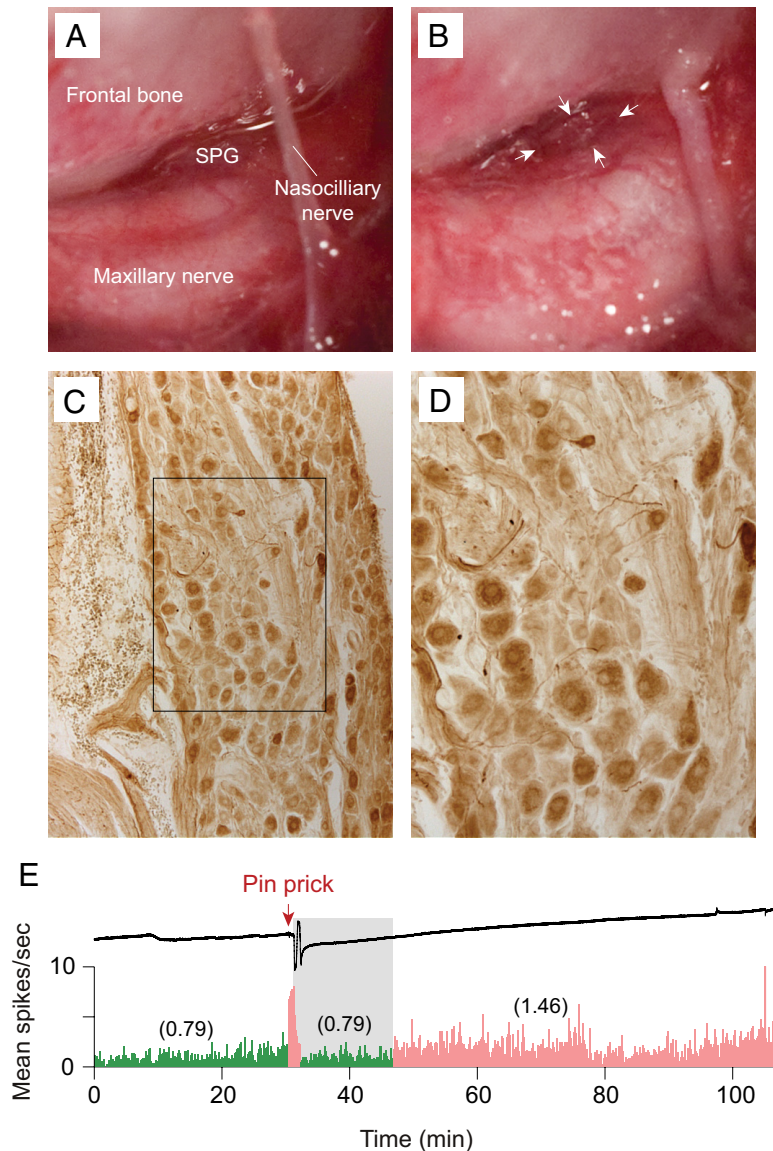 A
Frontal bone
SPG
Nasocilliary
nerve
Maxillary nerve
B
C
D
E
Pin prick
Mean spikes/sec
10
0
(0.79)
(0.79)
(1.46)
0
20
40
60
80
100
Time (min)